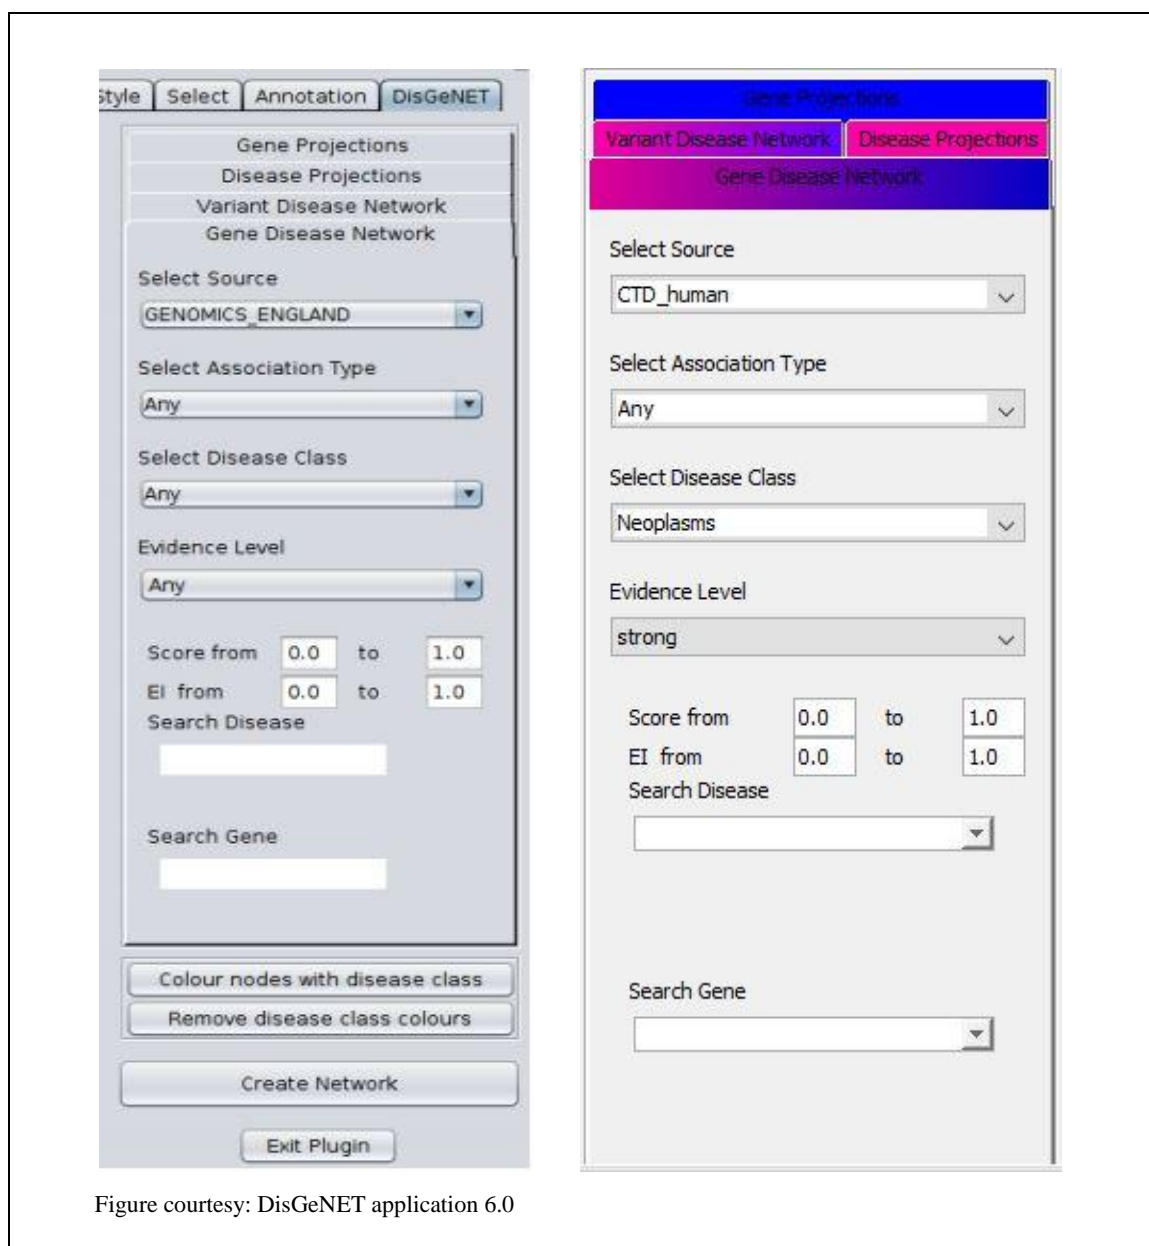 Style Select Annotation DisGeNET
Gene Projections
Disease Projections
Variant Disease Network
Gene Disease Network
Select Source
GENOMICS_ENGLAND
Select Association Type
Any
Select Disease Class
Any
Evidence Level
Any
Score from 0.0 to 1.0
EI from 0.0 to 1.0
Search Disease
Search Gene
Colour nodes with disease class
Remove disease class colours
Create Network
Exit Plugin
Gene Projections
Variant Disease Network Disease Projections
Gene Disease Network
Select Source
CTD_human
Select Association Type
Any
Select Disease Class
Neoplasms
Evidence Level
strong
Score from 0.0 to 1.0
EI from 0.0 to 1.0
Search Disease
Search Gene
Figure courtesy: DisGeNET application 6.0